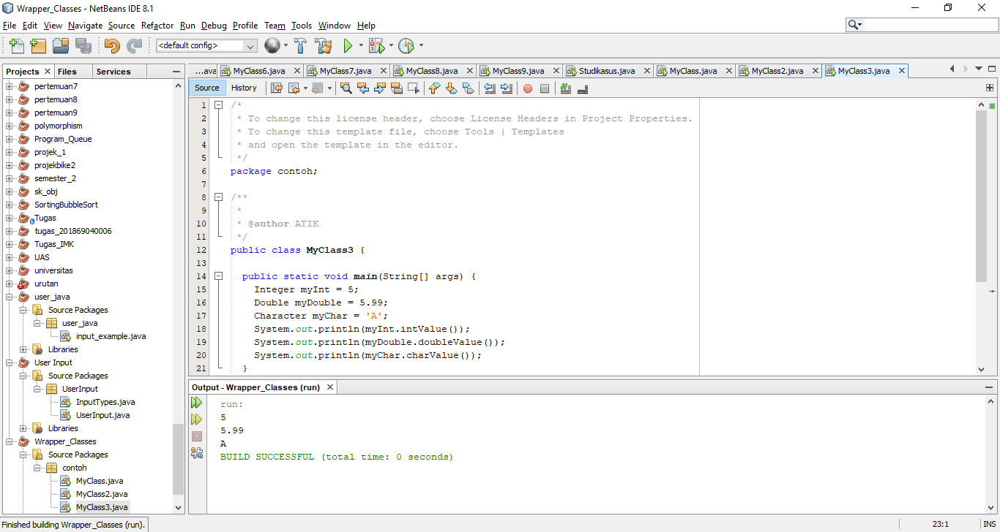 Wrapper_Classes - NetBeans IDE 8.1
File Edit View Navigate Source Refactor Run Debug Profile Team Tools Window Help
<default config>
Projects Files Services
pertemuan7
pertemuan8
pertemuan9
polymorphism
Program_Queue
projek_1
projekbike2
semester_2
sk_obj
SortingBubbleSort
Tugas
tugas_201869040006
Tugas_IMK
UAS
universitas
urutan
user_java
Source Packages
user_java
input_example.java
Libraries
User Input
Source Packages
UserInput
InputTypes.java
UserInput.java
Libraries
Wrapper_Classes
Source Packages
contoh
MyClass.java
MyClass2.java
MyClass3.java
...ava MyClass6.java MyClass7.java MyClass8.java MyClass9.java Studikasus.java MyClass.java MyClass2.java MyClass3.java
Source History
1 /*
2 * To change this license header, choose License Headers in Project Properties.
3 * To change this template file, choose Tools | Templates
4 * and open the template in the editor.
5 */
6 package contoh;
7
8 /**
9 *
10 * @author ATIK
11 */
12 public class MyClass3 {
13
14 public static void main(String[] args) {
15 Integer myInt = 5;
16 Double myDouble = 5.99;
17 Character myChar = 'A';
18 System.out.println(myInt.intValue());
19 System.out.println(myDouble.doubleValue());
20 System.out.println(myChar.charValue());
21 }
Output - Wrapper_Classes (run)
run:
5
5.99
A
BUILD SUCCESSFUL (total time: 0 seconds)
Finished building Wrapper_Classes (run). 23:1 INS